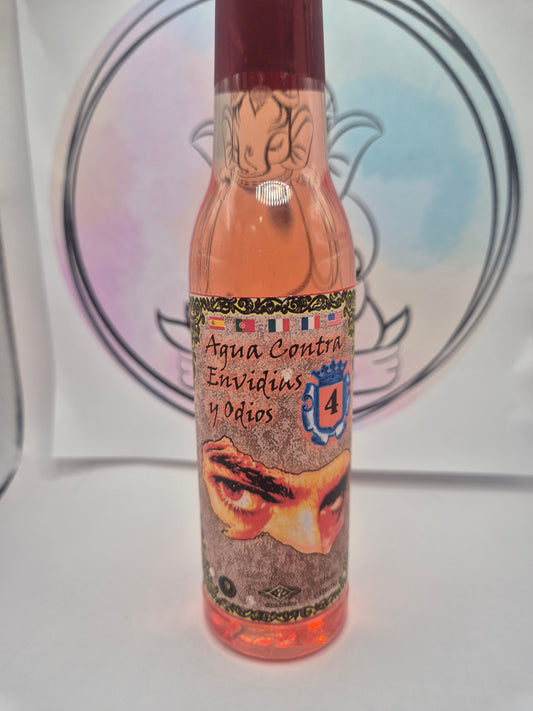 Agua Contra
Envidias
y Odios
4